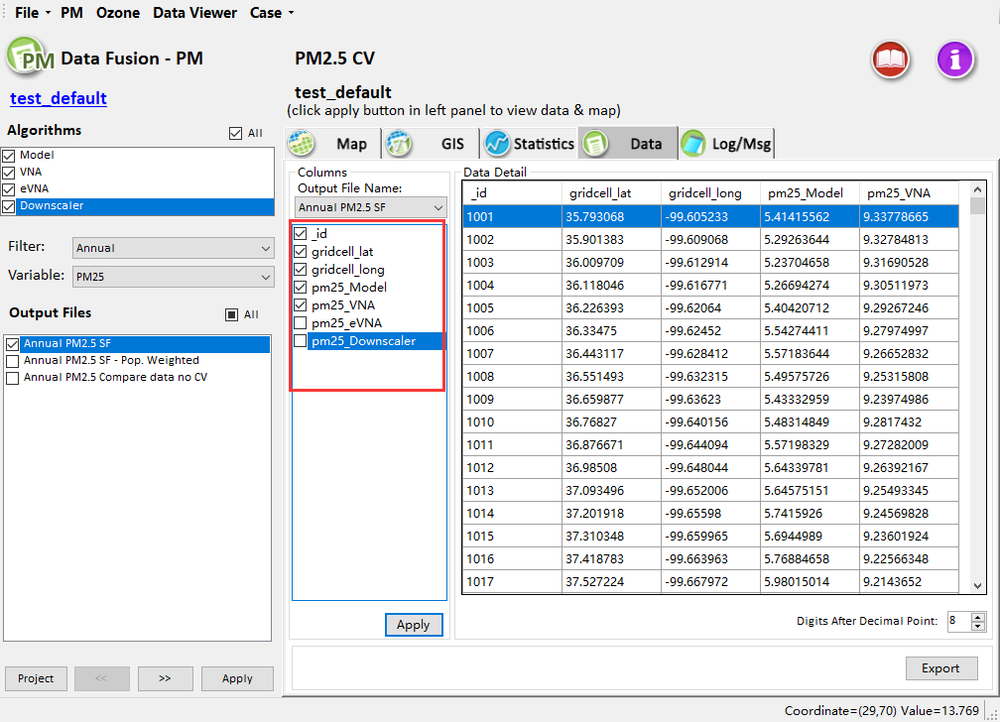 File PM Ozone Data Viewer Case
PM Data Fusion - PM
PM2.5 CV
test_default
test_default
(click apply button in left panel to view data & map)
Algorithms
All
Model
VNA
eVNA
Downscaler
Filter: Annual
Variable: PM25
Output Files
All
Annual PM2.5 SF
Annual PM2.5 SF - Pop. Weighted
Annual PM2.5 Compare data no CV
Project << >> Apply
Map GIS Statistics Data Log/Msg
Columns
Output File Name:
Annual PM2.5 SF
_id
gridcell_lat
gridcell_long
pm25_Model
pm25_VNA
pm25_eVNA
pm25_Downscaler
Apply
Data Detail
_id gridcell_lat gridcell_long pm25_Model pm25_VNA
1001 35.793068 -99.605233 5.41415562 9.33778665
1002 35.901383 -99.609068 5.29263644 9.32784813
1003 36.009709 -99.612914 5.23704658 9.31690528
1004 36.118046 -99.616771 5.26694274 9.30511973
1005 36.226393 -99.62064 5.40420712 9.29267246
1006 36.33475 -99.62452 5.54274411 9.27974997
1007 36.443117 -99.628412 5.57183644 9.26652832
1008 36.551493 -99.632315 5.49575726 9.25315808
1009 36.659877 -99.63623 5.43332959 9.23974986
1010 36.76827 -99.640156 5.48314849 9.2817432
1011 36.876671 -99.644094 5.57198329 9.27282009
1012 36.98508 -99.648044 5.64339781 9.26392167
1013 37.093496 -99.652006 5.64575151 9.25493345
1014 37.201918 -99.65598 5.7415926 9.24569828
1015 37.310348 -99.659965 5.6944989 9.23601924
1016 37.418783 -99.663963 5.76884658 9.22566348
1017 37.527224 -99.667972 5.98015014 9.2143652
Digits After Decimal Point: 8
Export
Coordinate=(29,70) Value=13.769